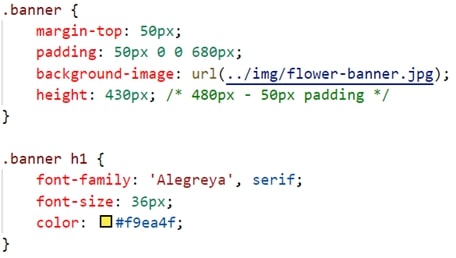 .banner {
    margin-top: 50px;
    padding: 50px 0 0 680px;
    background-image: url(../img/flower-banner.jpg);
    height: 430px; /* 480px - 50px padding */
}

.banner h1 {
    font-family: 'Alegreya', serif;
    font-size: 36px;
    color: #f9ea4f;
}